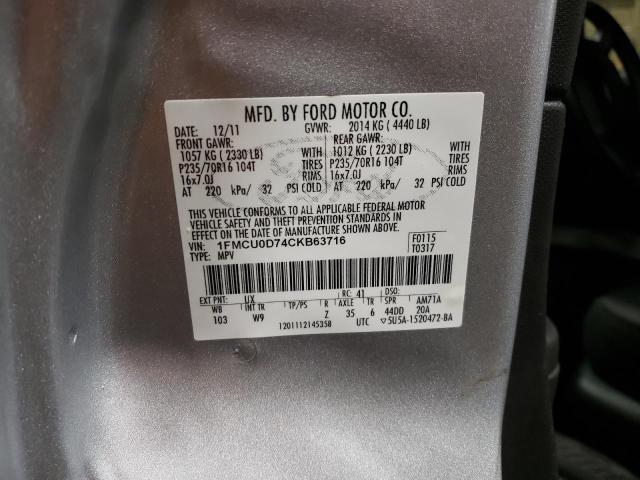 MFD. BY FORD MOTOR CO.
DATE: 12/11 GVWR: 2014 KG ( 4440 LB)
FRONT GAWR: REAR GAWR:
1057 KG ( 2330 LB) WITH 1012 KG ( 2230 LB) WITH
P235/70R16 104T TIRES P235/70R16 104T TIRES
16x7.0J RIMS 16x7.0J RIMS
AT 220 kPa/ 32 PSI COLD AT 220 kPa/ 32 PSI COLD
THIS VEHICLE CONFORMS TO ALL APPLICABLE FEDERAL MOTOR
VEHICLE SAFETY AND THEFT PREVENTION STANDARDS IN
EFFECT ON THE DATE OF MANUFACTURE SHOWN ABOVE.
VIN: 1FMCU0D74CKB63716 F0115
TYPE: MPV T0317
EXT PNT: UX RC: 41 DSO:
WB INT TR TP/PS R AXLE TR SPR AM71A
103 W9 Z 35 6 44DD 20A
1201112145358 UTC ▽5U5A-1520472-BA